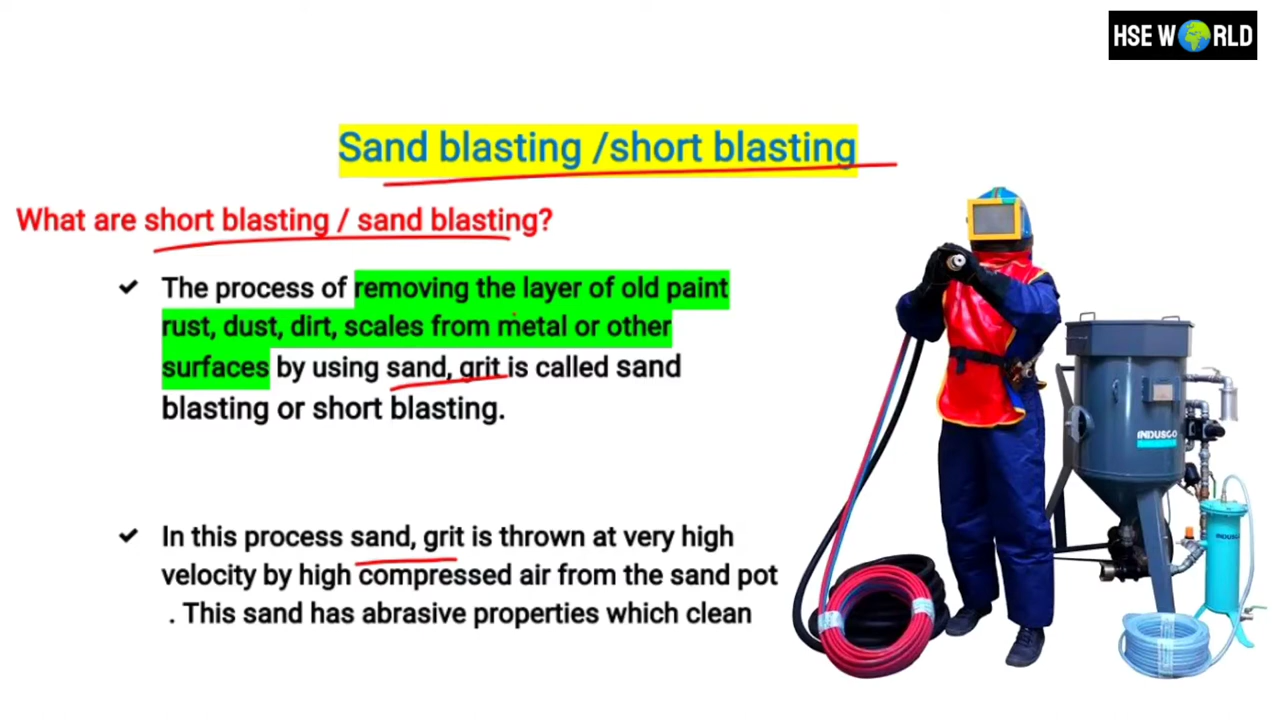 HSE W RLD
Sand blasting /short blasting
What are short blasting / sand blasting?
The process of removing the layer of old paint
rust, dust, dirt, scales from metal or other
surfaces by using sand, grit is called sand
blasting or short blasting.
In this process sand, grit is thrown at very high
velocity by high compressed air from the sand pot
. This sand has abrasive properties which clean
INDUSCO
INDUSCO